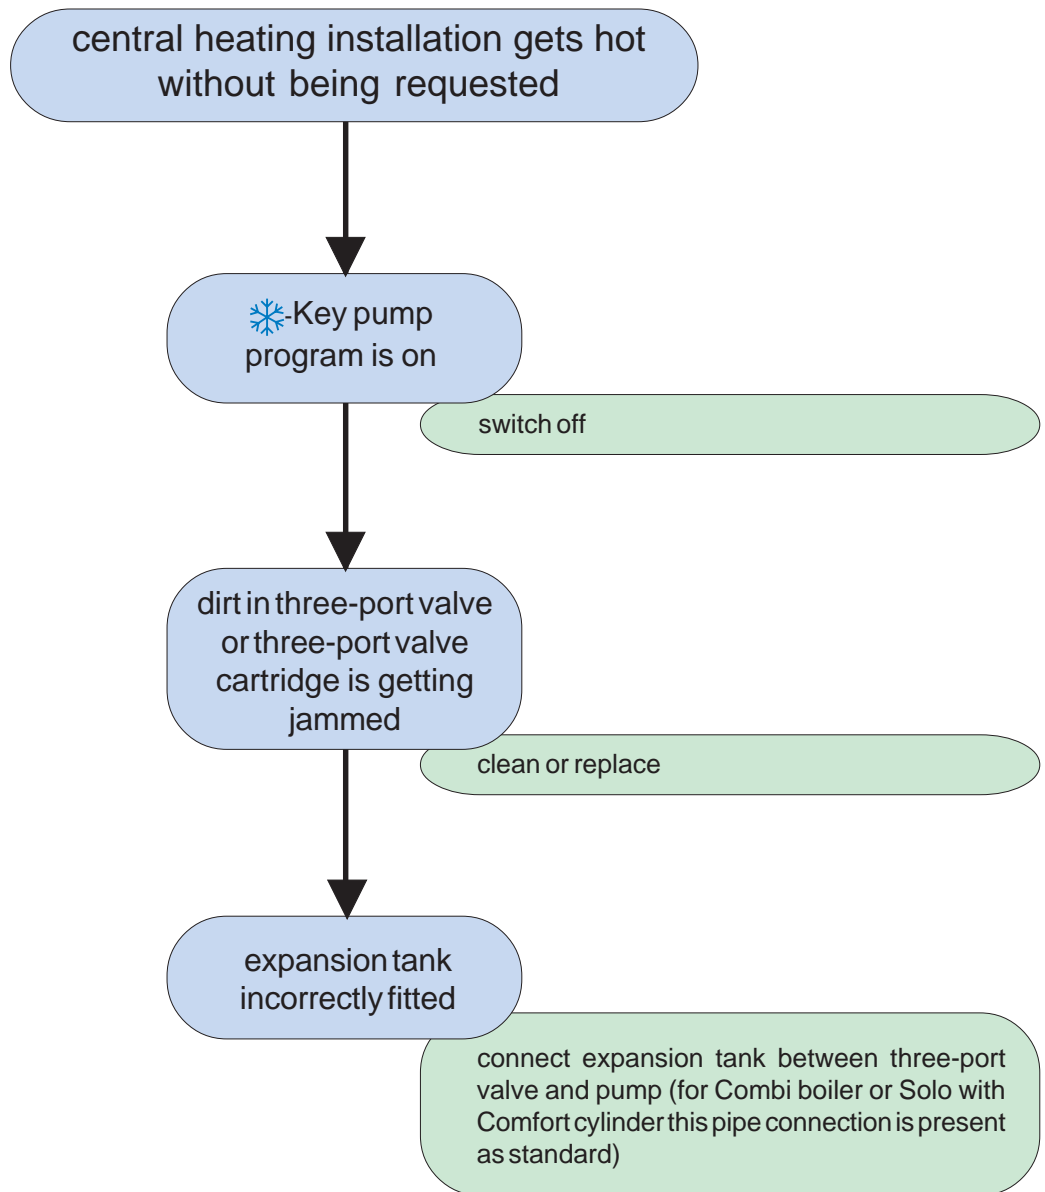 central heating installation gets hot
without being requested
-Key pump
program is on
switch off
dirt in three-port valve
or three-port valve
cartridge is getting
jammed
clean or replace
expansion tank
incorrectly fitted
connect expansion tank between three-port
valve and pump (for Combi boiler or Solo with
Comfort cylinder this pipe connection is present
as standard)